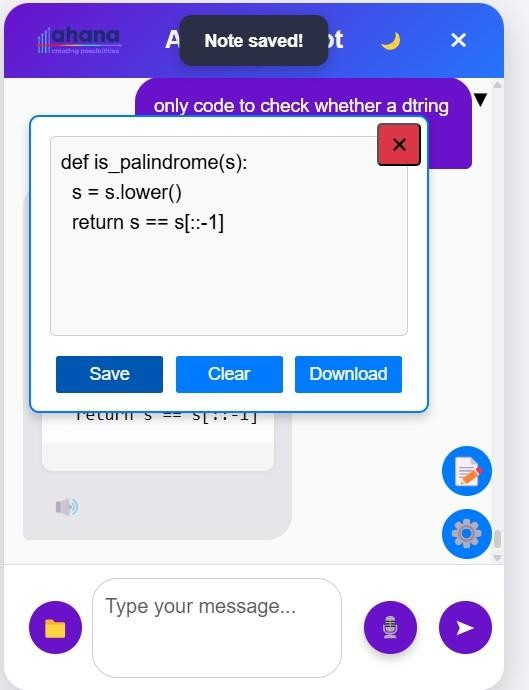 ahana
creating possibilities
A
Note saved!
ot
only code to check whether a dtring
def is_palindrome(s):
s = s.lower()
return s == s[::-1]
Save
Clear
Download
return s == s[::-1]
Type your message...